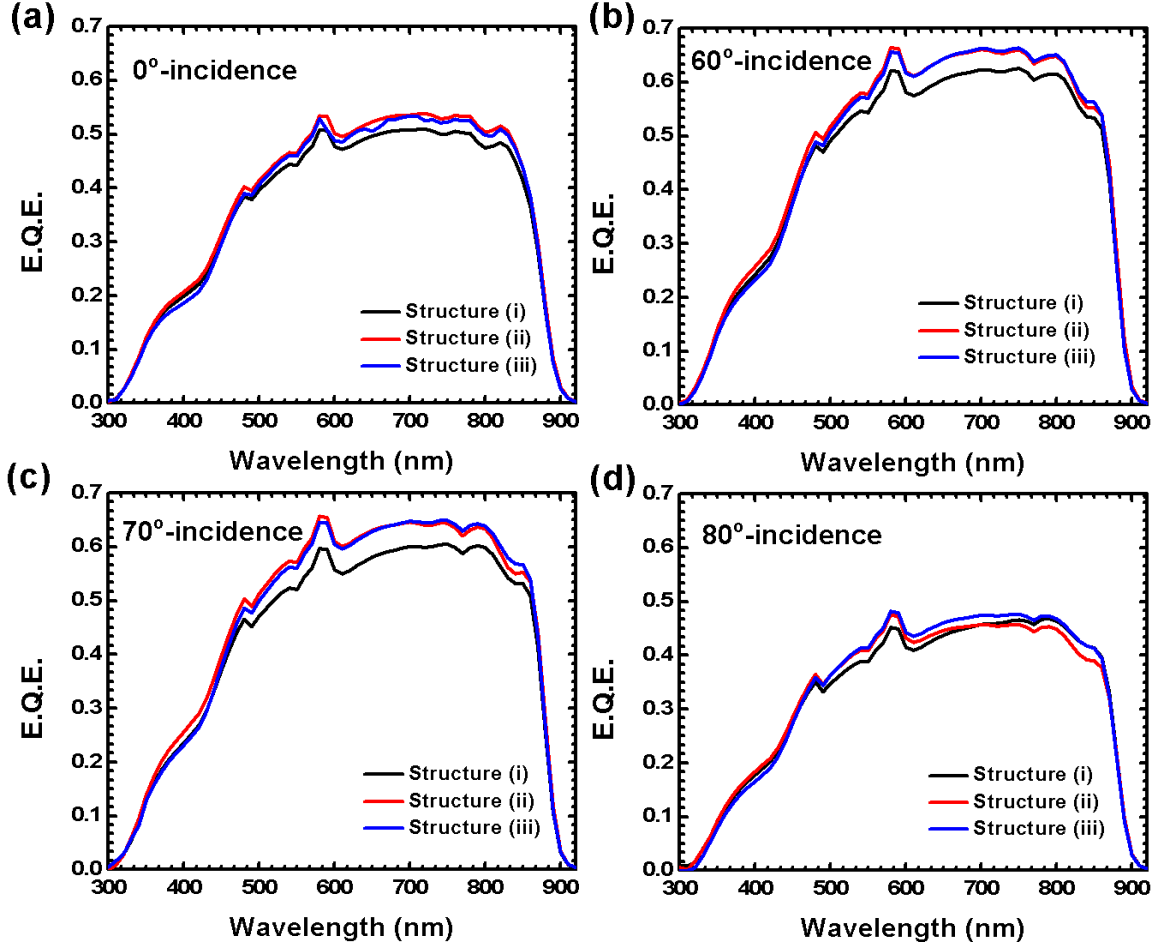 (a)
0.7
0.6
0.5
0.4
0.3
0.2
0.1
0.0
E.Q.E.
0°-incidence
Structure (i)
Structure (ii)
Structure (iii)
300 400 500 600 700 800 900
Wavelength (nm)
(b)
0.7
0.6
0.5
0.4
0.3
0.2
0.1
0.0
E.Q.E.
60°-incidence
Structure (i)
Structure (ii)
Structure (iii)
300 400 500 600 700 800 900
Wavelength (nm)
(c)
0.7
0.6
0.5
0.4
0.3
0.2
0.1
0.0
E.Q.E.
70°-incidence
Structure (i)
Structure (ii)
Structure (iii)
300 400 500 600 700 800 900
Wavelength (nm)
(d)
0.7
0.6
0.5
0.4
0.3
0.2
0.1
0.0
E.Q.E.
80°-incidence
Structure (i)
Structure (ii)
Structure (iii)
300 400 500 600 700 800 900
Wavelength (nm)